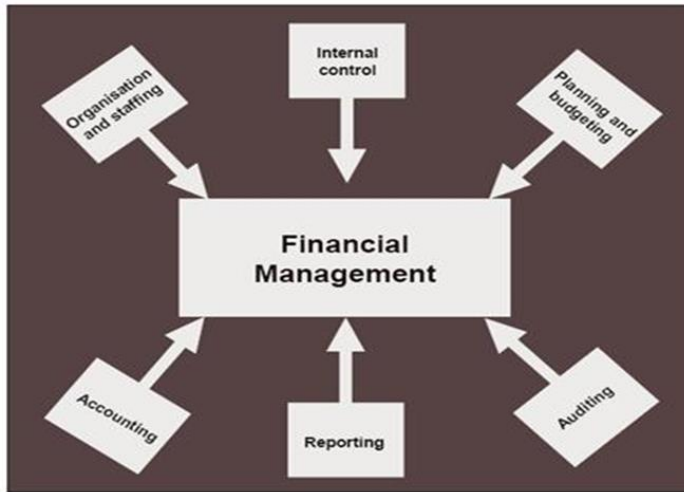 Organisation
and staffing
Internal
control
Planning and
budgeting
Financial
Management
Accounting
Reporting
Auditing